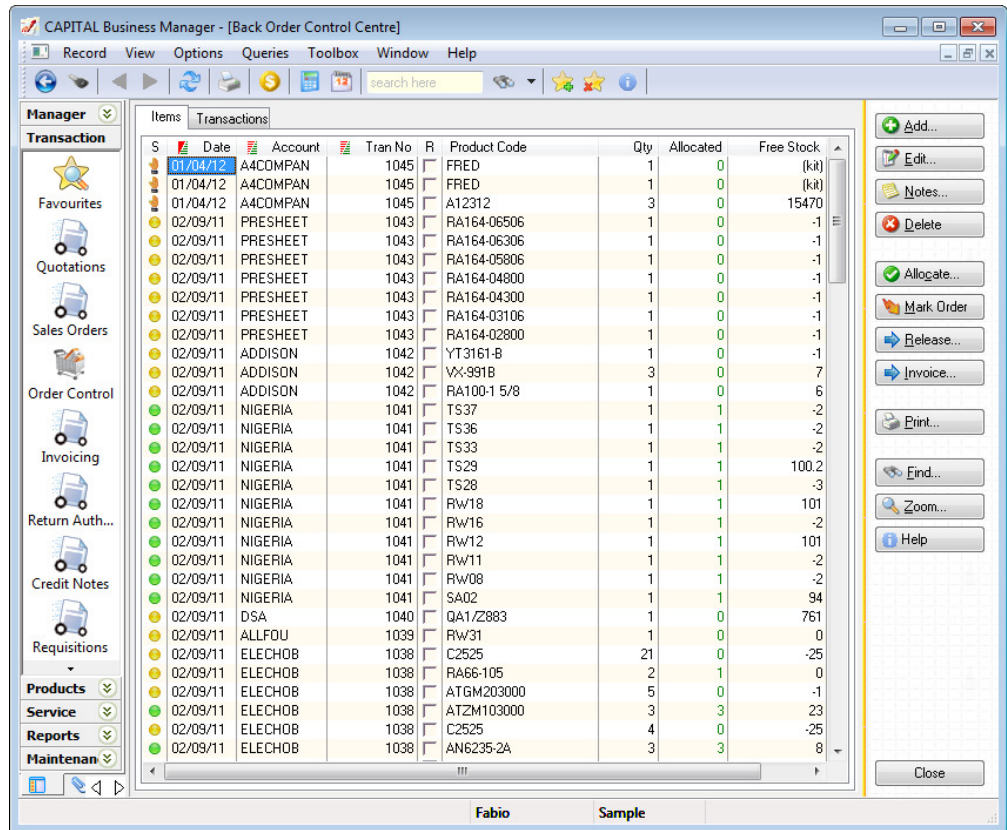 CAPITAL Business Manager - [Back Order Control Centre]
Record View Options Queries Toolbox Window Help
12 search here
Manager
Transaction
Favourites
Quotations
Sales Orders
Order Control
Invoicing
Return Auth...
Credit Notes
Requisitions
Products
Service
Reports
Maintenan
Items Transactions
S Date Account Tran No R Product Code Qty Allocated Free Stock
01/04/12 A4COMPAN 1045 FRED 1 0 (kit)
01/04/12 A4COMPAN 1045 FRED 1 0 (kit)
01/04/12 A4COMPAN 1045 A12312 3 0 15470
02/09/11 PRESHEET 1043 RA164-06506 1 0 -1
02/09/11 PRESHEET 1043 RA164-06306 1 0 -1
02/09/11 PRESHEET 1043 RA164-05806 1 0 -1
02/09/11 PRESHEET 1043 RA164-04800 1 0 -1
02/09/11 PRESHEET 1043 RA164-04300 1 0 -1
02/09/11 PRESHEET 1043 RA164-03106 1 0 -1
02/09/11 PRESHEET 1043 RA164-02800 1 0 -1
02/09/11 ADDISON 1042 YT3161-B 1 0 -1
02/09/11 ADDISON 1042 VX-991B 3 0 7
02/09/11 ADDISON 1042 RA100-1 5/8 1 0 6
02/09/11 NIGERIA 1041 TS37 1 1 -2
02/09/11 NIGERIA 1041 TS36 1 1 -2
02/09/11 NIGERIA 1041 TS33 1 1 -2
02/09/11 NIGERIA 1041 TS29 1 1 100.2
02/09/11 NIGERIA 1041 TS28 1 1 -3
02/09/11 NIGERIA 1041 RW18 1 1 101
02/09/11 NIGERIA 1041 RW16 1 1 -2
02/09/11 NIGERIA 1041 RW12 1 1 101
02/09/11 NIGERIA 1041 RW11 1 1 -2
02/09/11 NIGERIA 1041 RW08 1 1 -2
02/09/11 NIGERIA 1041 SA02 1 1 94
02/09/11 DSA 1040 QA1/Z883 1 0 761
02/09/11 ALLFOU 1039 RW31 1 0 0
02/09/11 ELECHOB 1038 C2525 21 0 -25
02/09/11 ELECHOB 1038 RA66-105 2 1 0
02/09/11 ELECHOB 1038 ATGM203000 5 0 -1
02/09/11 ELECHOB 1038 ATZM103000 3 3 23
02/09/11 ELECHOB 1038 C2525 4 0 -25
02/09/11 ELECHOB 1038 AN6235-2A 3 3 8
Add...
Edit...
Notes...
Delete
Allocate...
Mark Order
Release...
Invoice...
Print...
Find...
Zoom...
Help
Close
Fabio Sample